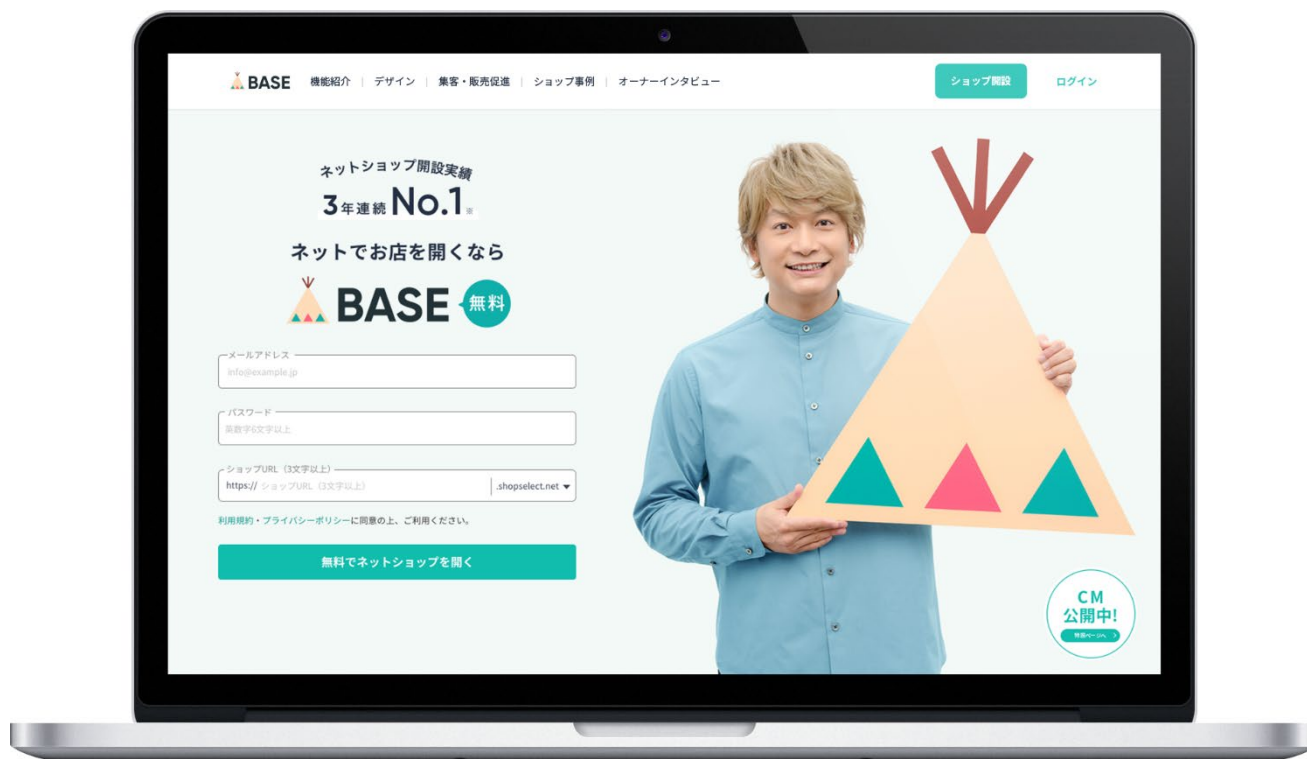 BASE 機能紹介 | デザイン | 集客・販売促進 | ショップ事例 | オーナーインタビュー ショップ開設 ログイン
ネットショップ開設実績
3年連続 No.1 ※
ネットでお店を開くなら
BASE 無料
メールアドレス
info@example.jp
パスワード
英数字6文字以上
ショップURL（3文字以上）
https:// ショップURL（3文字以上） .shopselect.net
利用規約・プライバシーポリシーに同意の上、ご利用ください。
無料でネットショップを開く
CM
公開中!
特設ページへ